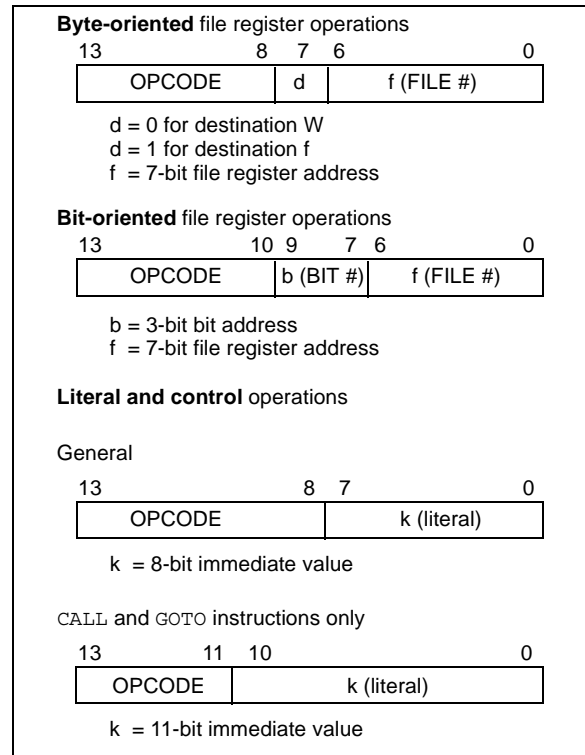 Byte-oriented file register operations
13 8 7 6 0
OPCODE d f (FILE #)
d = 0 for destination W
d = 1 for destination f
f = 7-bit file register address
Bit-oriented file register operations
13 10 9 7 6 0
OPCODE b (BIT #) f (FILE #)
b = 3-bit bit address
f = 7-bit file register address
Literal and control operations
General
13 8 7 0
OPCODE k (literal)
k = 8-bit immediate value
CALL and GOTO instructions only
13 11 10 0
OPCODE k (literal)
k = 11-bit immediate value